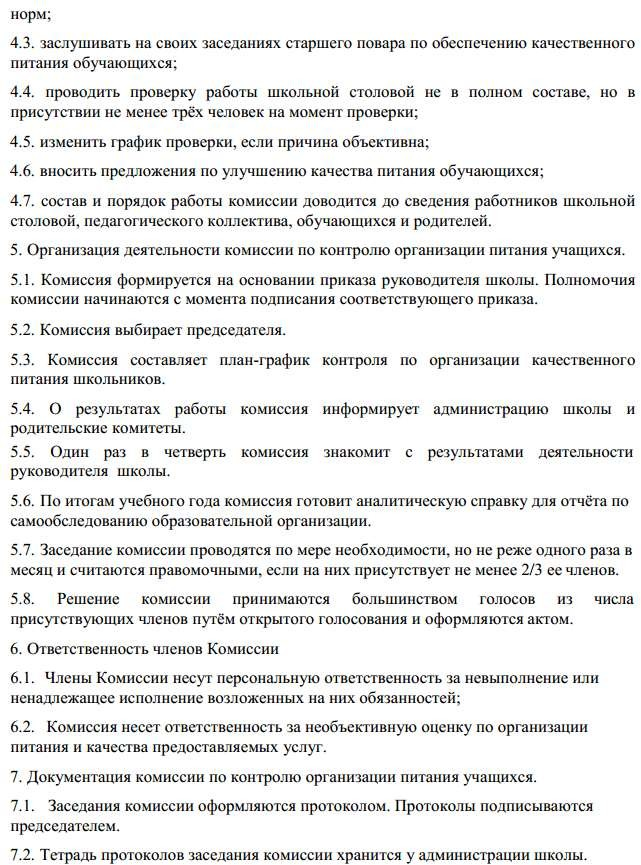 норм;
4.3. заслушивать на своих заседаниях старшего повара по обеспечению качественного
питания обучающихся;
4.4. проводить проверку работы школьной столовой не в полном составе, но в
присутствии не менее трёх человек на момент проверки;
4.5. изменить график проверки, если причина объективна;
4.6. вносить предложения по улучшению качества питания обучающихся;
4.7. состав и порядок работы комиссии доводится до сведения работников школьной
столовой, педагогического коллектива, обучающихся и родителей.
5. Организация деятельности комиссии по контролю организации питания учащихся.
5.1. Комиссия формируется на основании приказа руководителя школы. Полномочия
комиссии начинаются с момента подписания соответствующего приказа.
5.2. Комиссия выбирает председателя.
5.3. Комиссия составляет план-график контроля по организации качественного
питания школьников.
5.4. О результатах работы комиссия информирует администрацию школы и
родительские комитеты.
5.5. Один раз в четверть комиссия знакомит с результатами деятельности
руководителя школы.
5.6. По итогам учебного года комиссия готовит аналитическую справку для отчёта по
самообследованию образовательной организации.
5.7. Заседание комиссии проводятся по мере необходимости, но не реже одного раза в
месяц и считаются правомочными, если на них присутствует не менее 2/3 ее членов.
5.8. Решение комиссии принимаются большинством голосов из числа
присутствующих членов путём открытого голосования и оформляются актом.
6. Ответственность членов Комиссии
6.1. Члены Комиссии несут персональную ответственность за невыполнение или
ненадлежащее исполнение возложенных на них обязанностей;
6.2. Комиссия несет ответственность за необъективную оценку по организации
питания и качества предоставляемых услуг.
7. Документация комиссии по контролю организации питания учащихся.
7.1. Заседания комиссии оформляются протоколом. Протоколы подписываются
председателем.
7.2. Тетрадь протоколов заседания комиссии хранится у администрации школы.